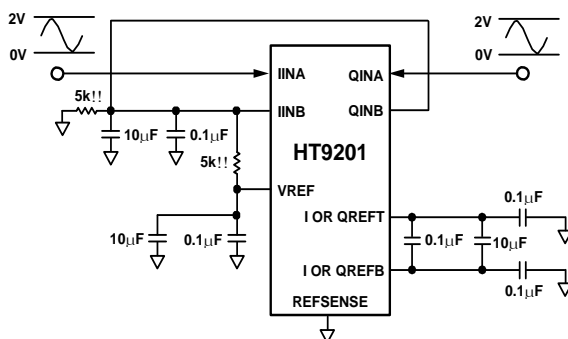 2V
0V
2V
0V
IINA
QINA
5k!!
IINB
QINB
10µF
0.1µF
HT9201
5k!!
VREF
10µF
0.1µF
I OR QREFT
0.1µF
0.1µF
10µF
I OR QREFB
0.1µF
REFSENSE